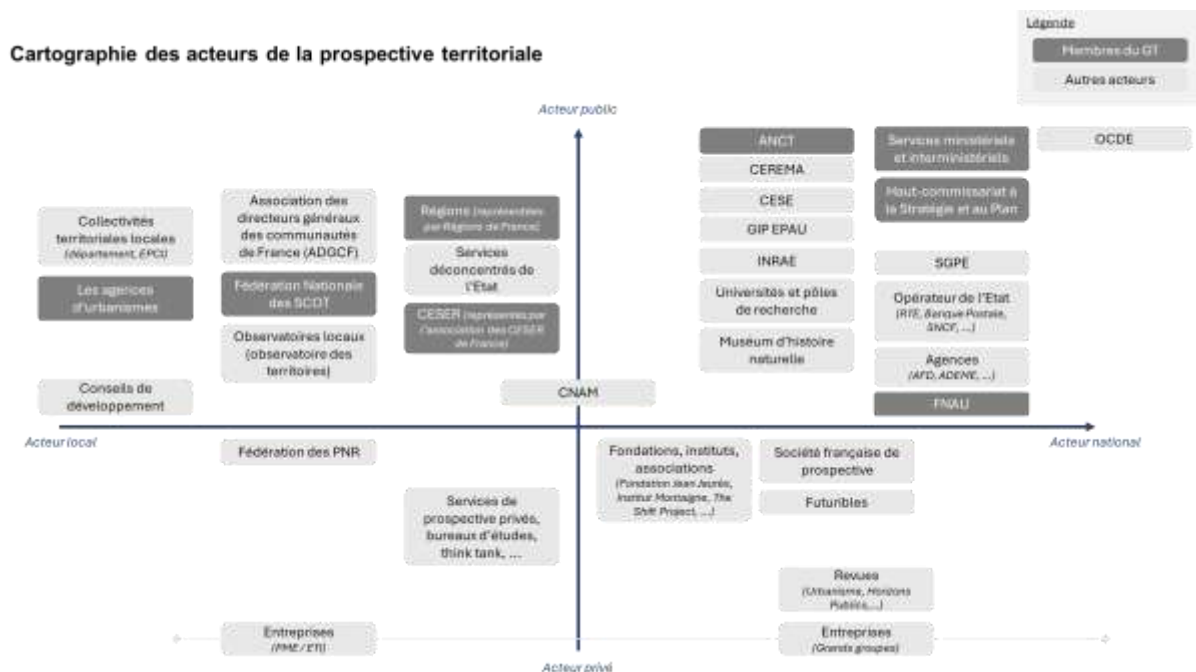 Légende
Cartographie des acteurs de la prospective territoriale
Membres du GT
Autres acteurs
Acteur public
ANCT
Services ministériels
et interministériels
OCDE
CEREMA
Haut-commissariat à
la Stratégie et au Plan
CESE
GIP EPAU
INRAE
SGPE
Universités et pôles
de recherche
Opérateur de l'Etat
(RTE, Banque Postale,
SNCF, ...)
Museum d'histoire
naturelle
Agences
(AFD, ADEME, ...)
FNAU
Association des
directeurs généraux
des communautés
de France (ADGCF)
Collectivités
territoriales locales
(département, EPCI)
Régions (représentées
par Régions de France)
Services
déconcentrés de
l'Etat
Les agences
d'urbanismes
Fédération Nationale
des SCOT
CESER (représentés par
l'association des CESER
de France)
Observatoires locaux
(observatoire des
territoires)
Conseils de
développement
CNAM
Acteur local
Acteur national
Fédération des PNR
Fondations, instituts,
associations
(Fondation Jean Jaurès,
Institut Montaigne, The
Shift Project, ...)
Société française de
prospective
Futuribles
Services de
prospective privés,
bureaux d'études,
think tank, ...
Revues
(Urbanisme, Horizons
Publics, ...)
Entreprises
(PME / ETI)
Entreprises
(Grands groupes)
Acteur privé